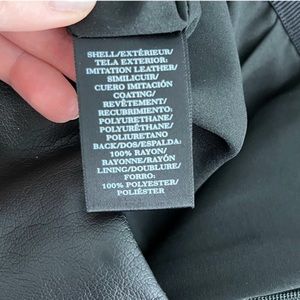 SHELL/EXTÉRIEUR/
TELA EXTERIOR:
IMITATION LEATHER/
SIMILICUIR/
CUERO IMITACIÓN
COATING/
REVÊTEMENT/
RECUBRIMIENTO:
POLYURETHANE/
POLYURÉTHANE/
POLIURETANO
BACK/DOS/ESPALDA:
100% RAYON/
RAYONNE/RAYÓN
LINING/DOUBLURE/
FORRO:
100% POLYESTER/
POLIÉSTER